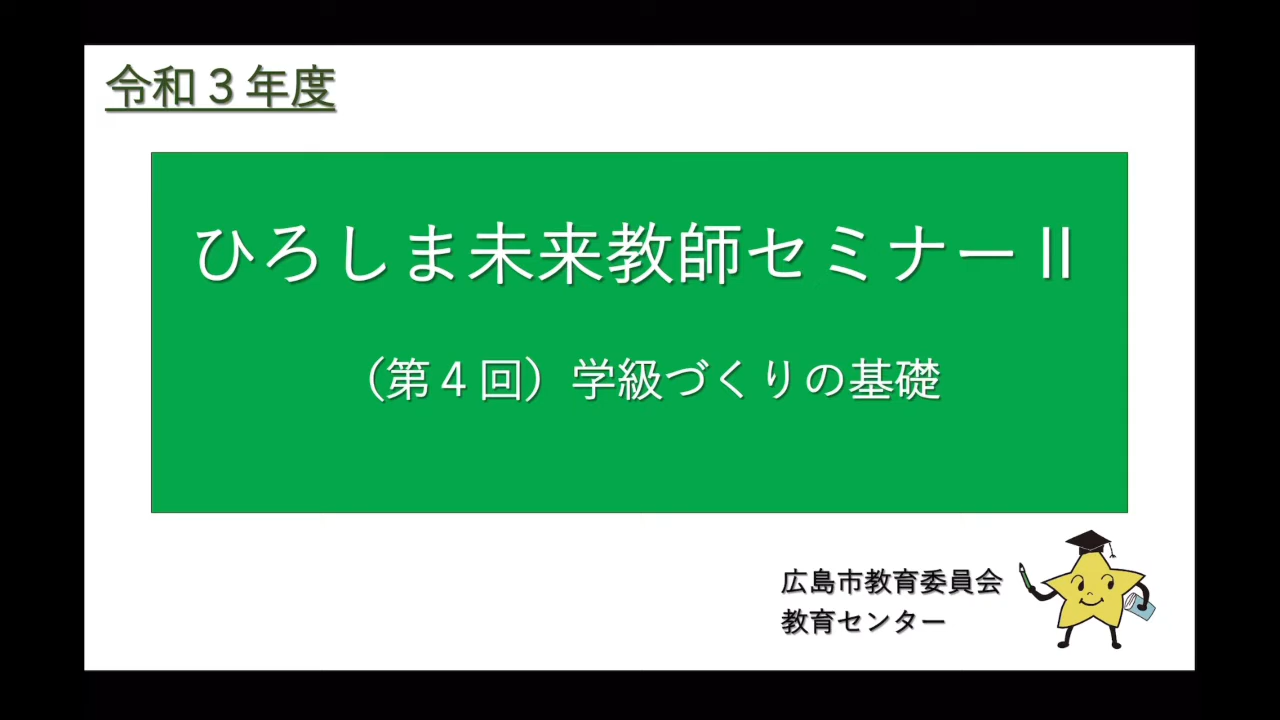 令和３年度
ひろしま未来教師セミナーⅡ
（第４回）学級づくりの基礎
広島市教育委員会
教育センター